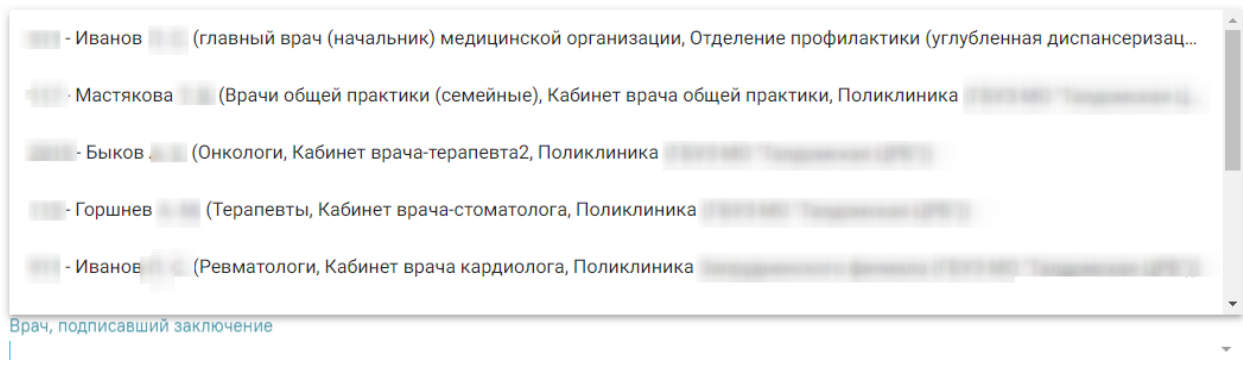 - Иванов (главный врач (начальник) медицинской организации, Отделение профилактики (углубленная диспансеризац...
- Мастякова (Врачи общей практики (семейные), Кабинет врача общей практики, Поликлиника
- Быков (Онкологи, Кабинет врача-терапевта2, Поликлиника
- Горшнев (Терапевты, Кабинет врача-стоматолога, Поликлиника
- Иванов (Ревматологи, Кабинет врача кардиолога, Поликлиника
Врач, подписавший заключение